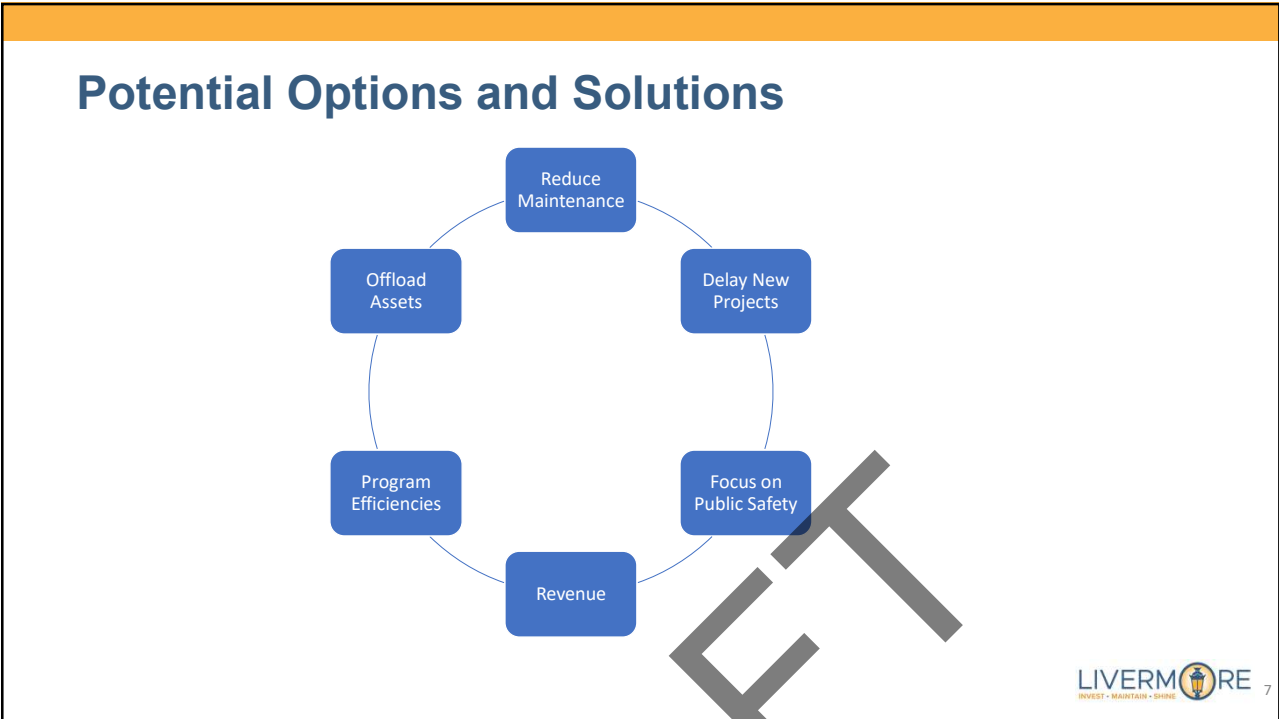 Potential Options and Solutions
Reduce
Maintenance
Delay New
Projects
Focus on
Public Safety
Revenue
Program
Efficiencies
Offload
Assets
LIVERMORE
INVEST • MAINTAIN • SHINE
7